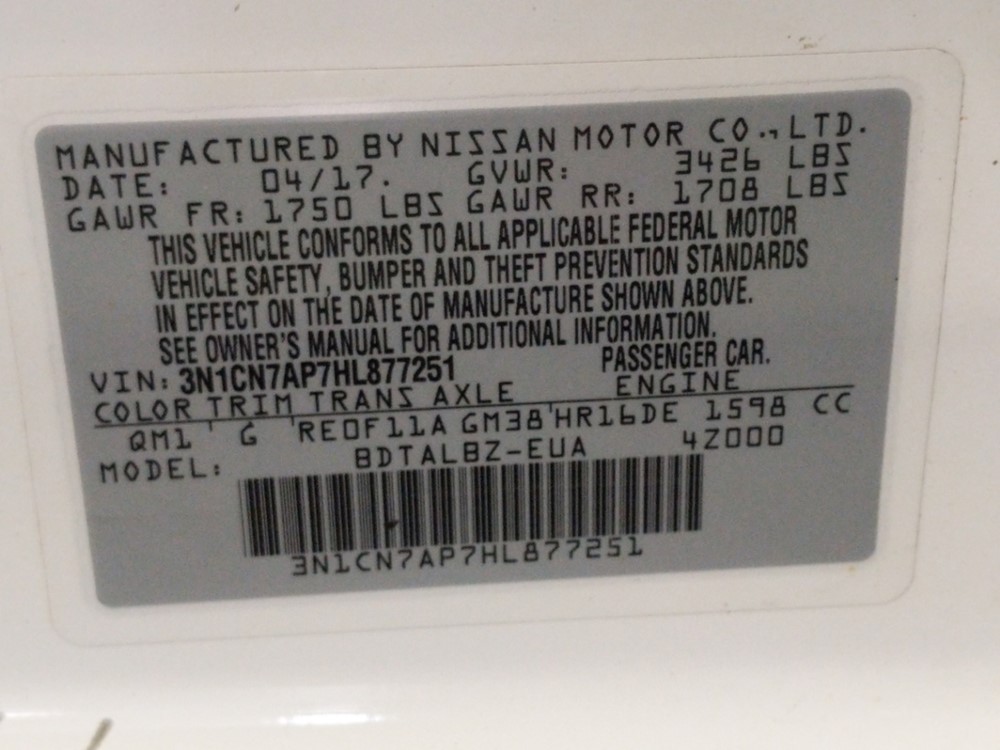 MANUFACTURED BY NISSAN MOTOR CO., LTD.
DATE: 04/17. GVWR: 3426 LBS
GAWR FR: 1750 LBS GAWR RR: 1708 LBS
THIS VEHICLE CONFORMS TO ALL APPLICABLE FEDERAL MOTOR
VEHICLE SAFETY, BUMPER AND THEFT PREVENTION STANDARDS
IN EFFECT ON THE DATE OF MANUFACTURE SHOWN ABOVE.
SEE OWNER'S MANUAL FOR ADDITIONAL INFORMATION.
VIN: 3N1CN7AP7HL877251 PASSENGER CAR.
COLOR TRIM TRANS AXLE ENGINE
QM1 ' G 'RE0F11A GM38'HR16DE 1598 CC
MODEL: BDTALBZ-EUA 4Z000
3N1CN7AP7HL877251